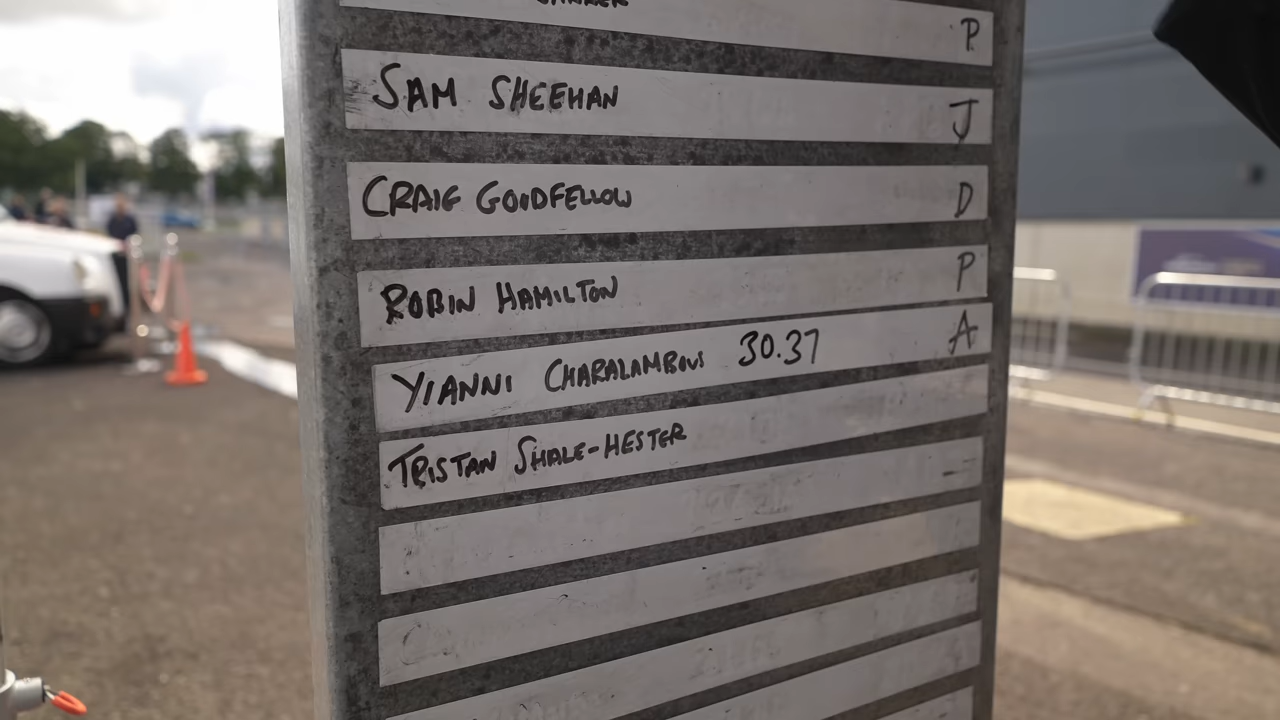 P
SAM SHEEHAN J
CRAIG GOODFELLOW D
ROBIN HAMILTON P
YIANNI CHARALAMBOUS 30.37 A
TRISTAN SHALE-HESTER